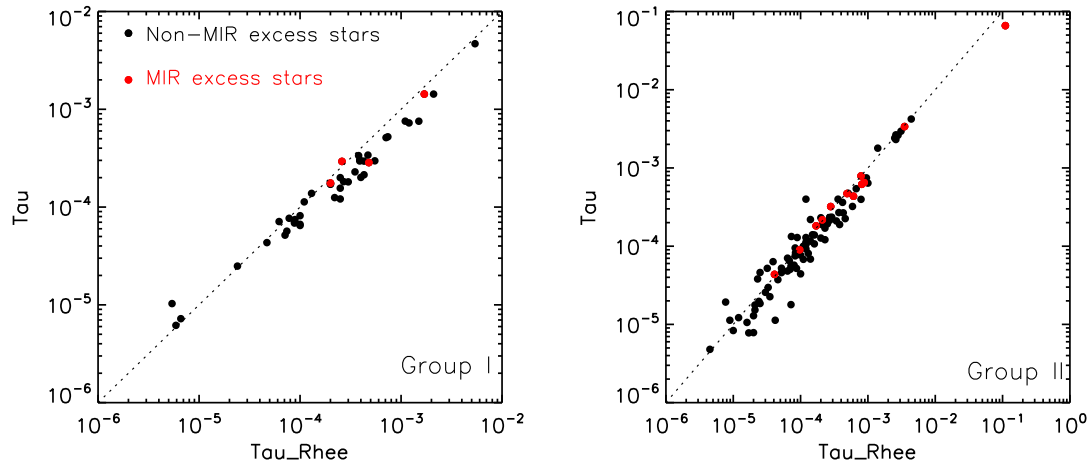 10⁻²
10⁻³
10⁻⁴
10⁻⁵
10⁻⁶
Tau
Non-MIR excess stars
MIR excess stars
Group I
10⁻⁶ 10⁻⁵ 10⁻⁴ 10⁻³ 10⁻²
Tau_Rhee
10⁻¹
10⁻²
10⁻³
10⁻⁴
10⁻⁵
10⁻⁶
Tau
Group II
10⁻⁶ 10⁻⁵ 10⁻⁴ 10⁻³ 10⁻² 10⁻¹ 10⁰
Tau_Rhee